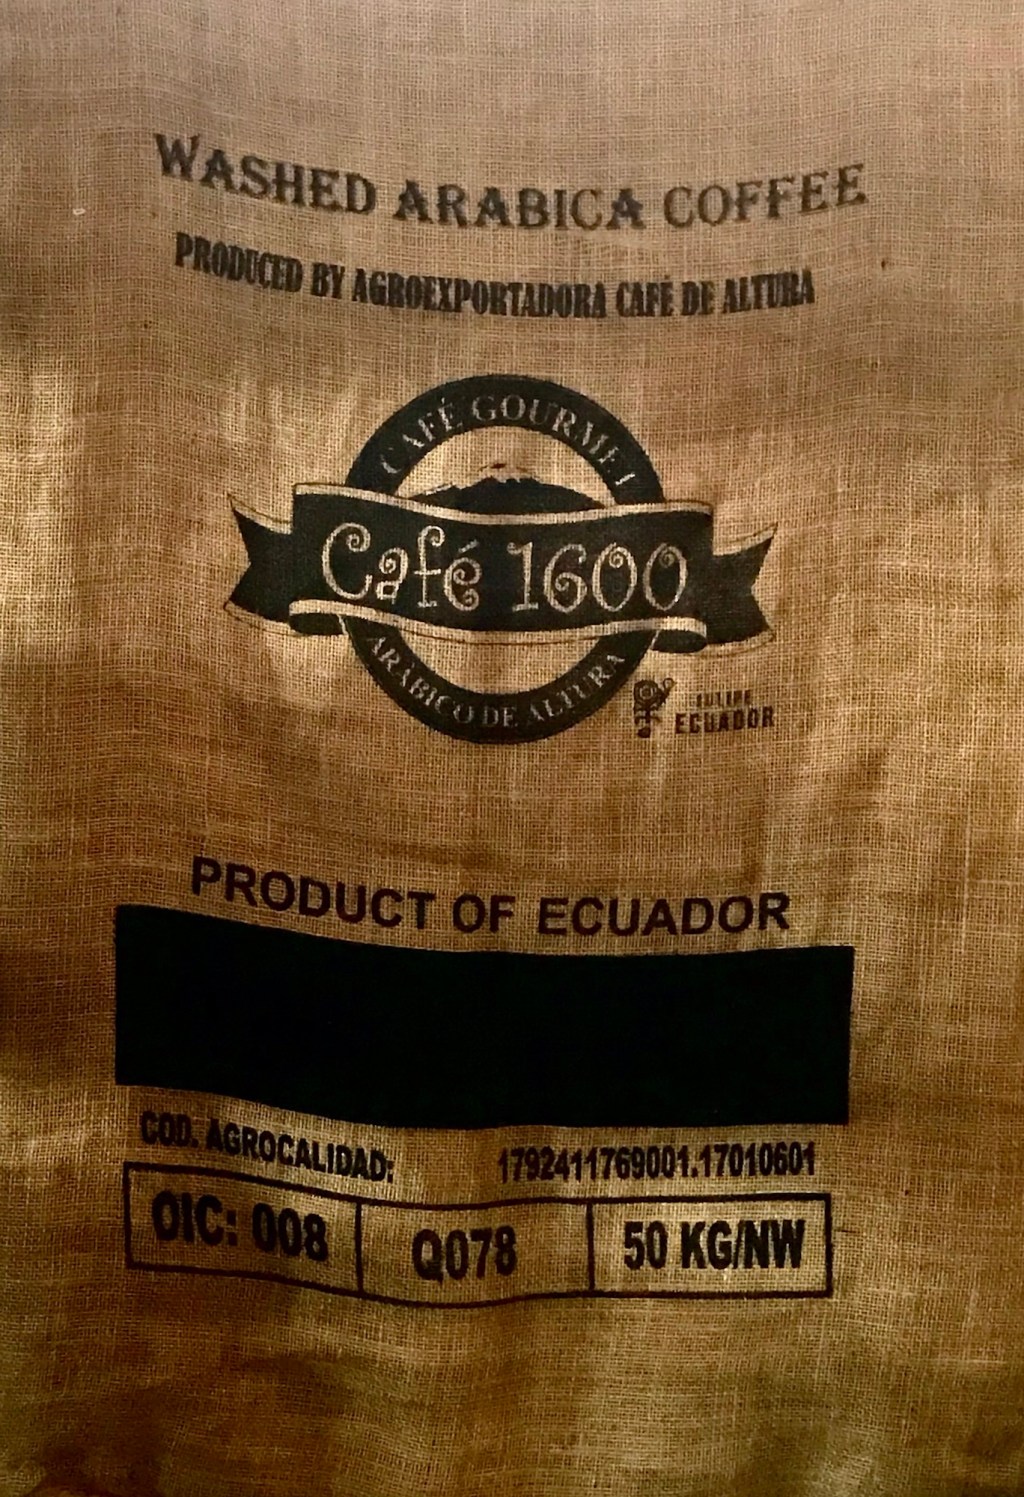 WASHED ARABICA COFFEE
PRODUCED BY AGROEXPORTADORA CAFÉ DE ALTURA
CAFÉ GOURMET
Café 1600
ARÁBICO DE ALTURA
ECUADOR
PRODUCT OF ECUADOR
COD. AGROCALIDAD: 1792411769001.17010601
OIC: 008 Q078 50 KG/NW